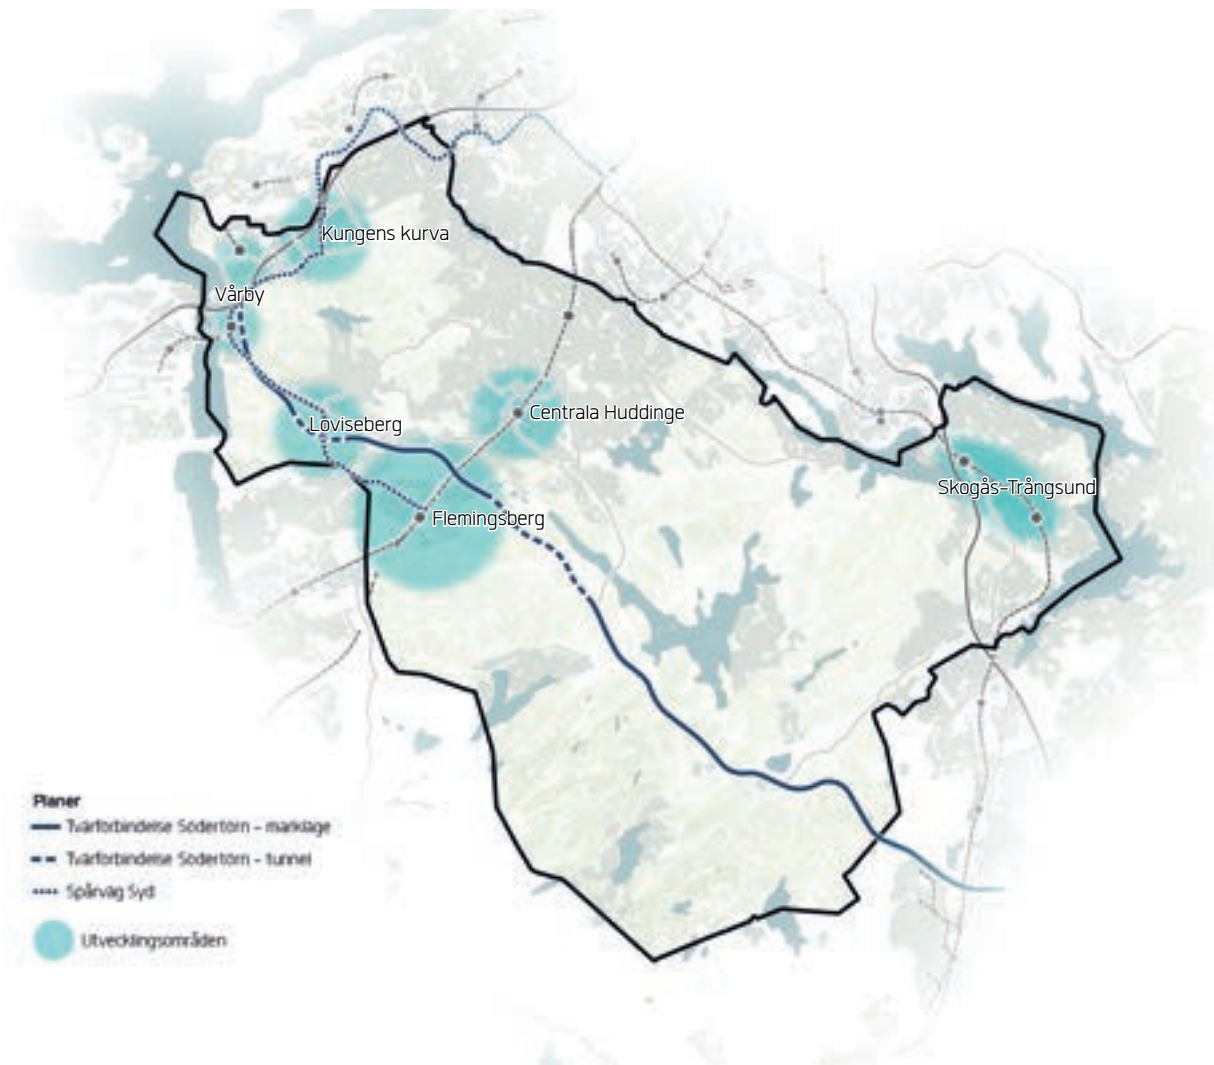 Kungens kurva
Vårby
Centrala Huddinge
Loviseberg
Skogås-Trångsund
Flemingsberg
Planer
Tvärförbindelse Södertörn – markläge
Tvärförbindelse Södertörn – tunnel
Spårväg Syd
Utvecklingsområden